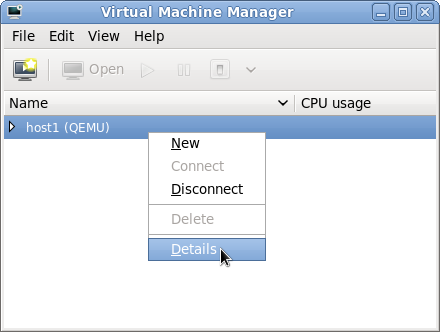 Virtual Machine Manager
File Edit View Help
Open
Name CPU usage
host1 (QEMU)
New
Connect
Disconnect
Delete
Details